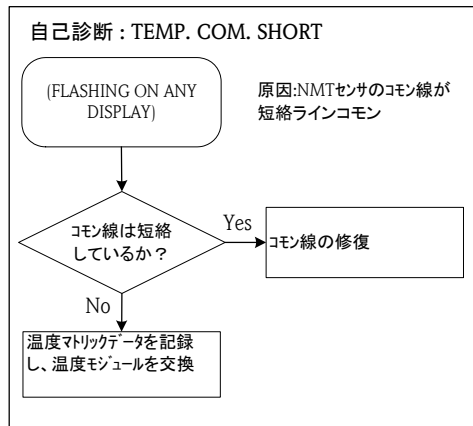 自己診断 : TEMP. COM. SHORT
(FLASHING ON ANY
DISPLAY)
原因:NMTセンサのコモン線が
短絡ラインコモン
コモン線は短絡
しているか？
Yes
コモン線の修復
No
温度マトリックデータを記録
し、温度モジュールを交換